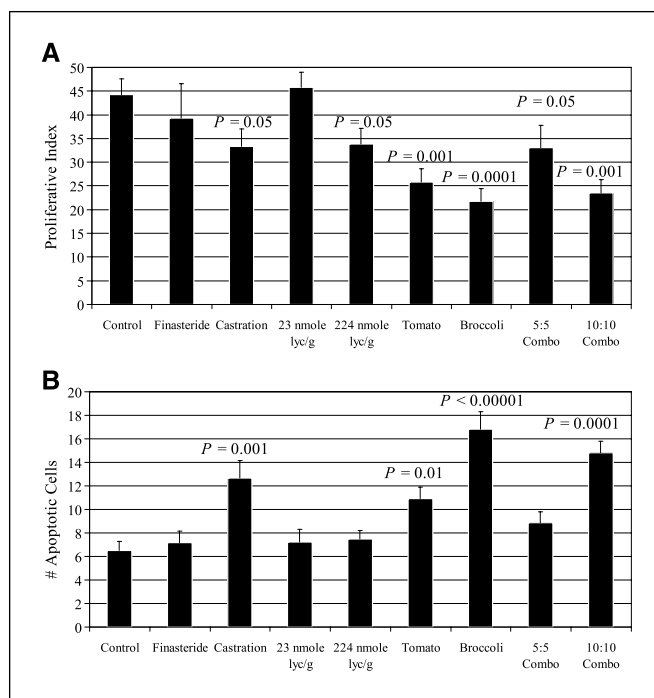 A
50
45
40
35
30
25
20
15
10
5
0
Proliferative Index
P = 0.05
P = 0.05
P = 0.001
P = 0.0001
P = 0.05
P = 0.001
Control
Finasteride
Castration
23 nmole
lyc/g
224 nmole
lyc/g
Tomato
Broccoli
5:5
Combo
10:10
Combo
B
20
18
16
14
12
10
8
6
4
2
0
# Apoptotic Cells
P = 0.001
P = 0.01
P < 0.00001
P = 0.0001
Control
Finasteride
Castration
23 nmole
lyc/g
224 nmole
lyc/g
Tomato
Broccoli
5:5
Combo
10:10
Combo